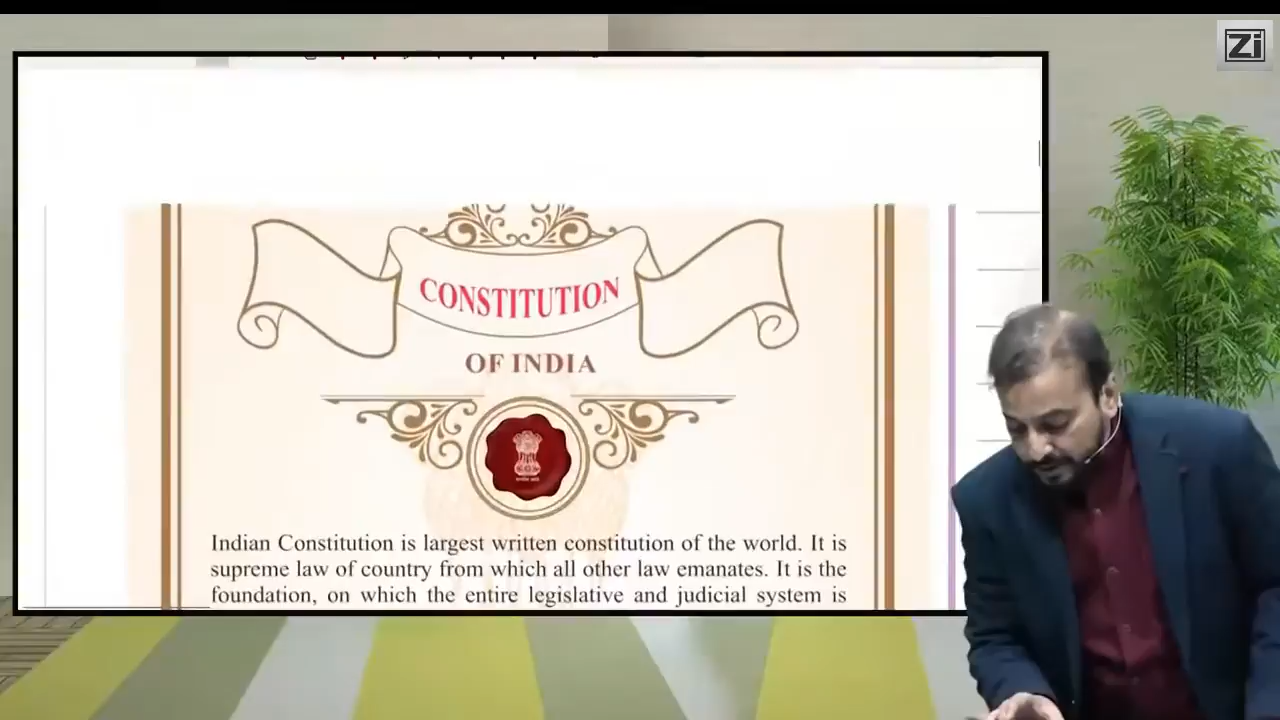 Zi
CONSTITUTION
OF INDIA
Indian Constitution is largest written constitution of the world. It is
supreme law of country from which all other law emanates. It is the
foundation, on which the entire legislative and judicial system is